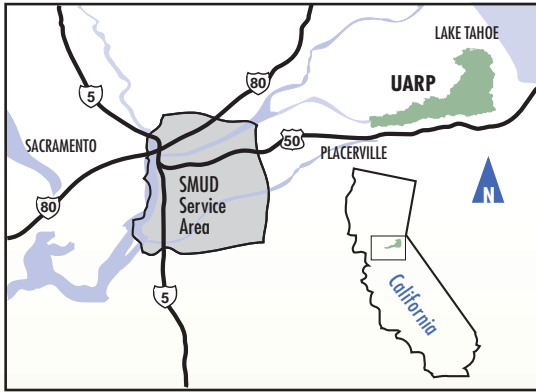 LAKE TAHOE
80
UARP
5
50
SACRAMENTO
PLACERVILLE
SMUD
Service
Area
N
80
California
5